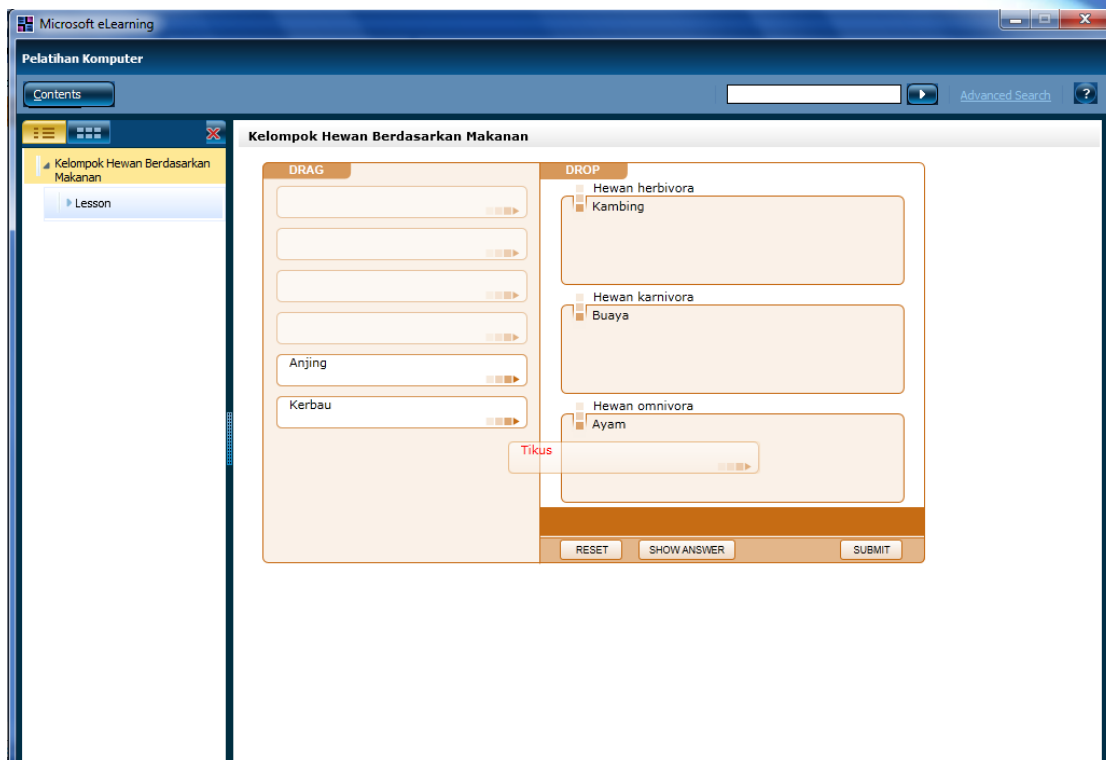 Microsoft eLearning
Pelatihan Komputer
Contents
Advanced Search
?
Kelompok Hewan Berdasarkan
Makanan
Lesson
Kelompok Hewan Berdasarkan Makanan
DRAG
Anjing
Kerbau
Tikus
DROP
Hewan herbivora
Kambing
Hewan karnivora
Buaya
Hewan omnivora
Ayam
RESET
SHOW ANSWER
SUBMIT